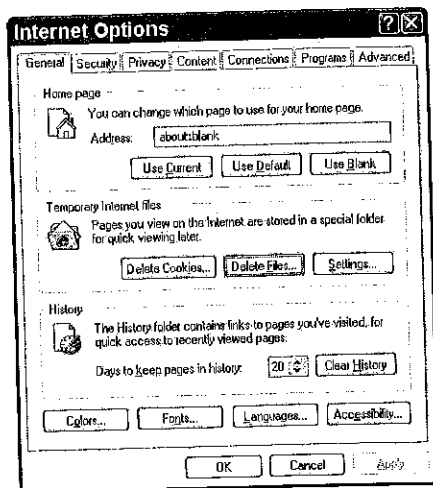 Internet Options
General Security Privacy Content Connections Programs Advanced
Home page
You can change which page to use for your home page.
Address: about:blank
Use Current Use Default Use Blank
Temporary Internet files
Pages you view on the Internet are stored in a special folder
for quick viewing later.
Delete Cookies... Delete Files... Settings...
History
The History folder contains links to pages you've visited, for
quick access to recently viewed pages.
Days to keep pages in history: 20 Clear History
Colors... Fonts... Languages... Accessibility...
OK Cancel Apply